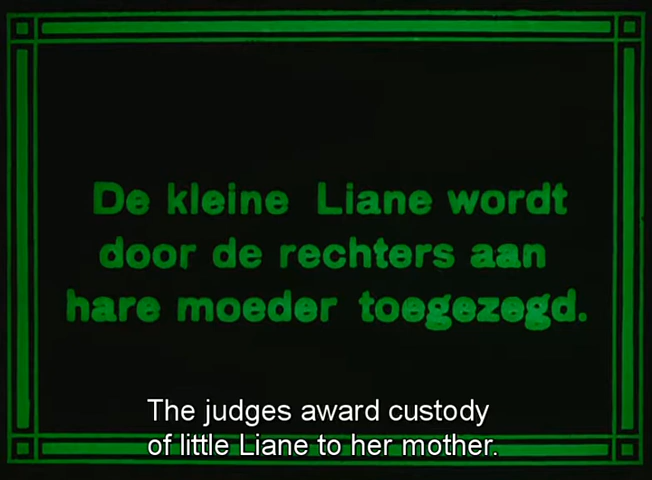 De kleine Liane wordt
door de rechters aan
hare moeder toegezegd.
The judges award custody
of little Liane to her mother.